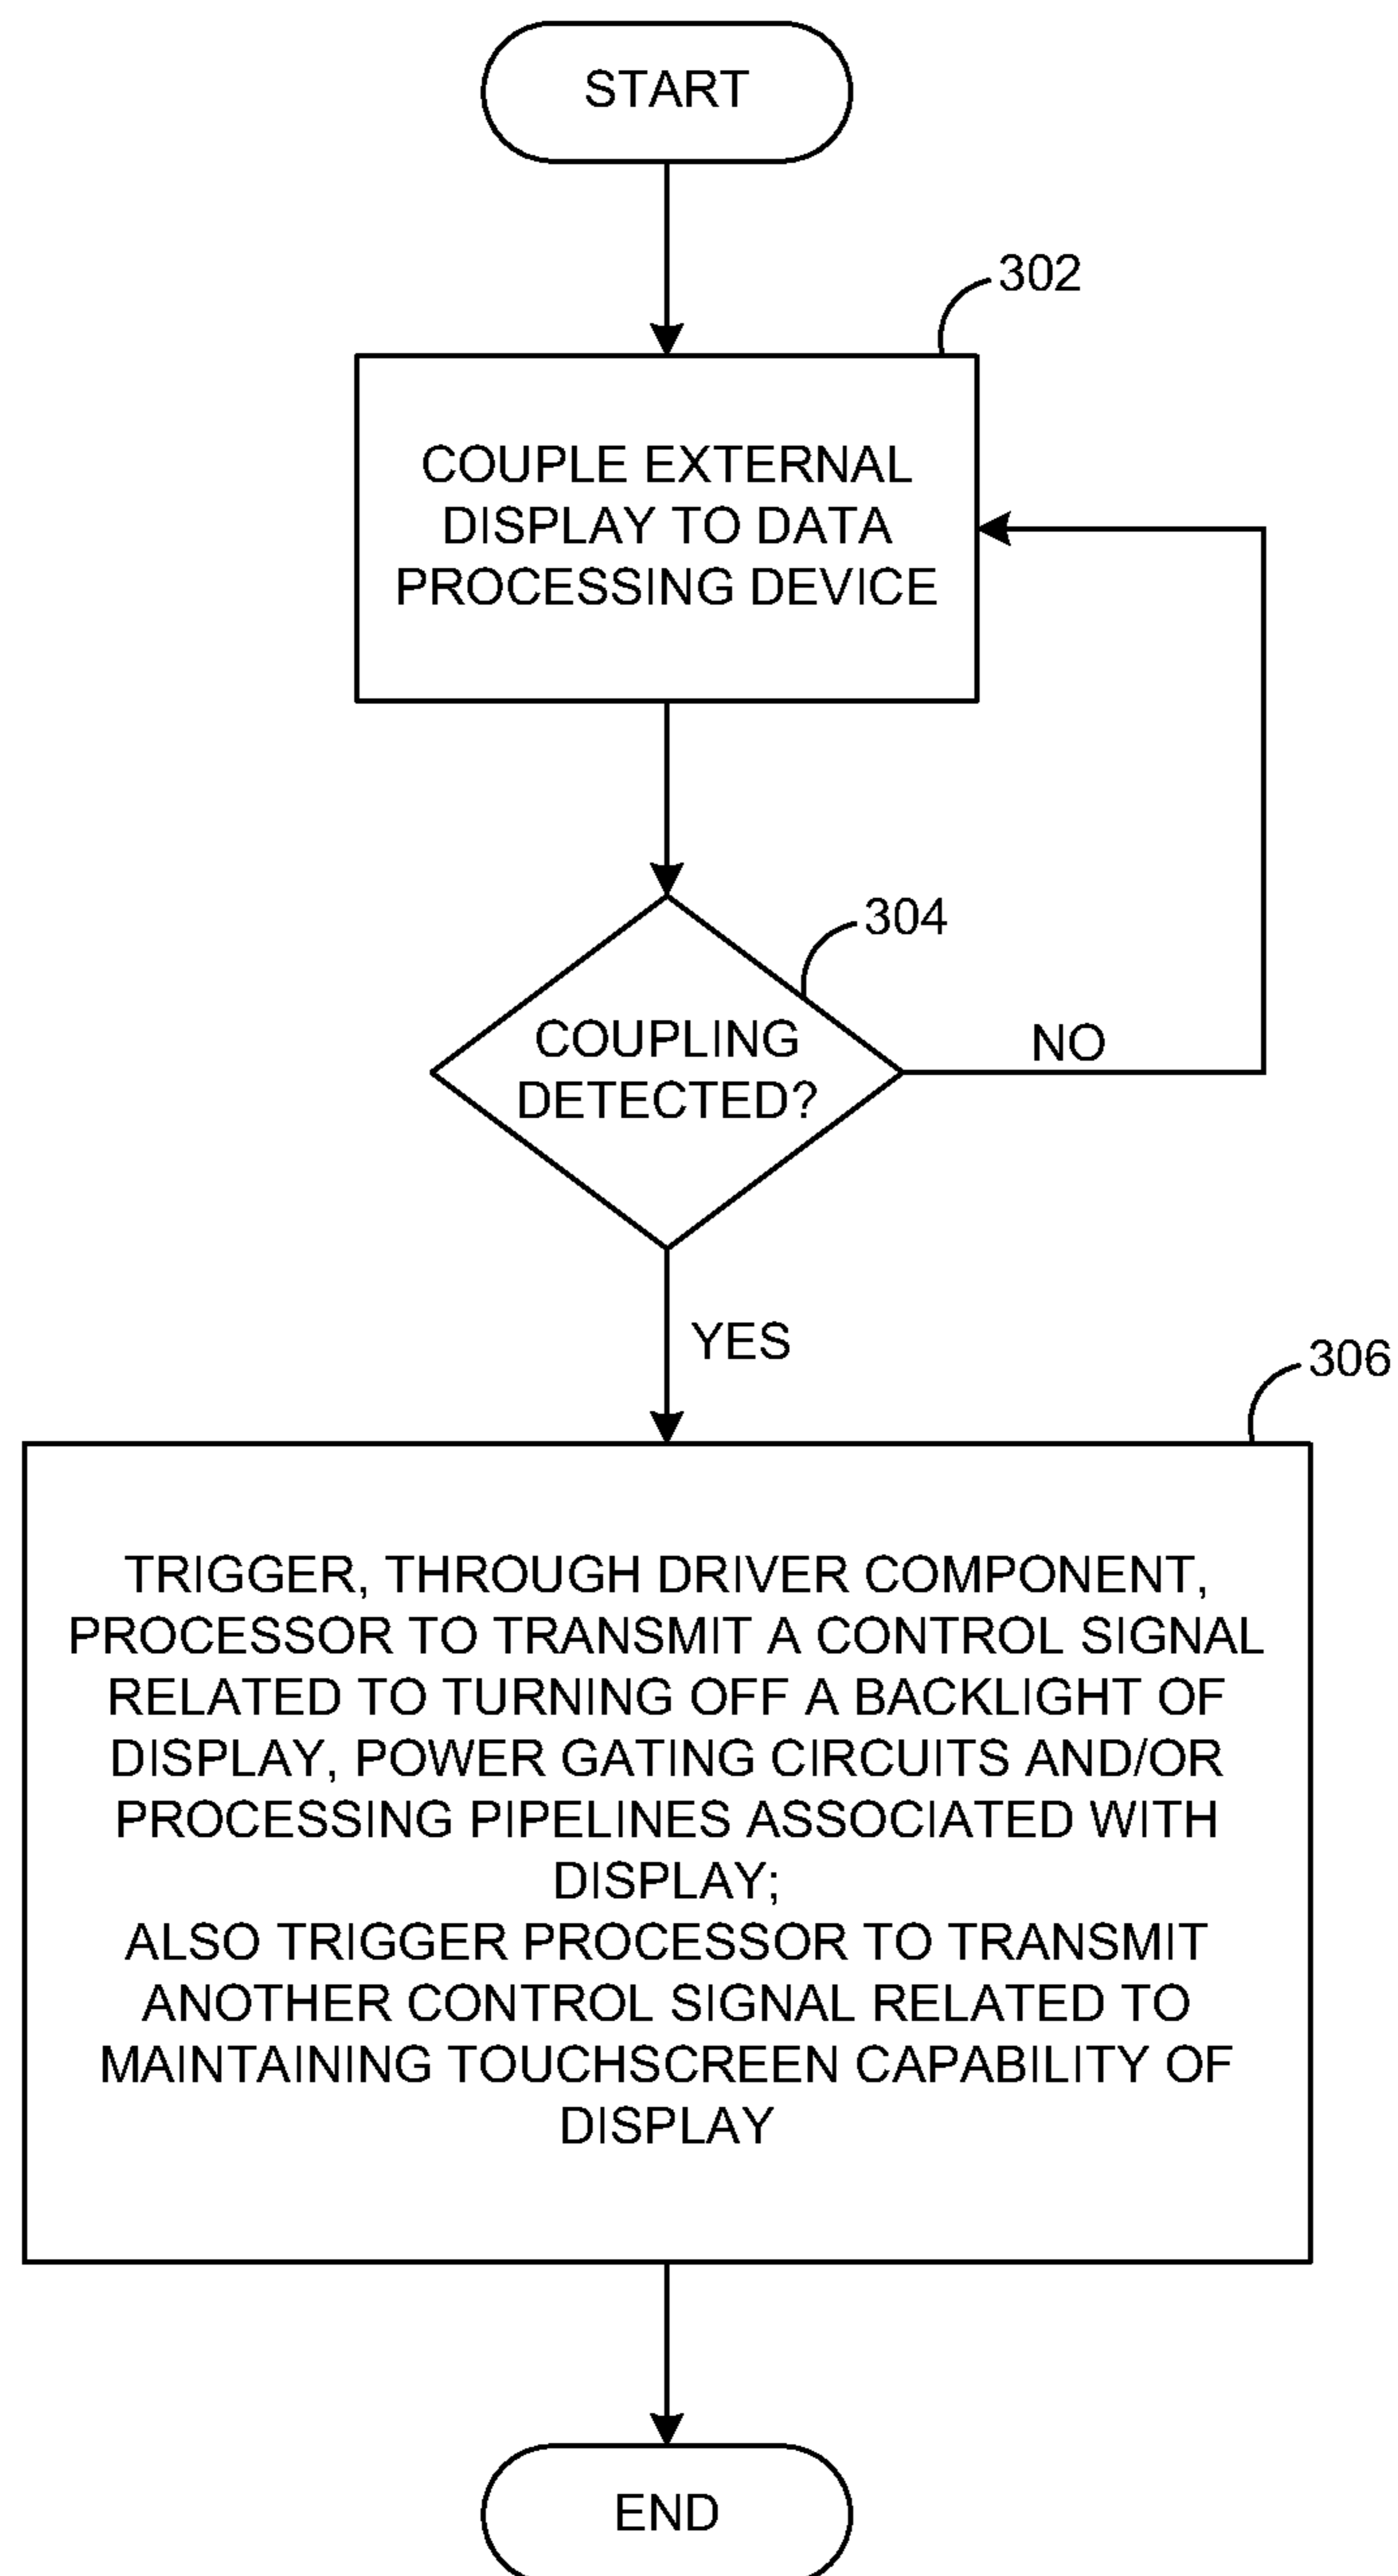 START
302
COUPLE EXTERNAL
DISPLAY TO DATA
PROCESSING DEVICE
304
COUPLING
DETECTED?
NO
YES
306
TRIGGER, THROUGH DRIVER COMPONENT,
PROCESSOR TO TRANSMIT A CONTROL SIGNAL
RELATED TO TURNING OFF A BACKLIGHT OF
DISPLAY, POWER GATING CIRCUITS AND/OR
PROCESSING PIPELINES ASSOCIATED WITH
DISPLAY;
ALSO TRIGGER PROCESSOR TO TRANSMIT
ANOTHER CONTROL SIGNAL RELATED TO
MAINTAINING TOUCHSCREEN CAPABILITY OF
DISPLAY
END